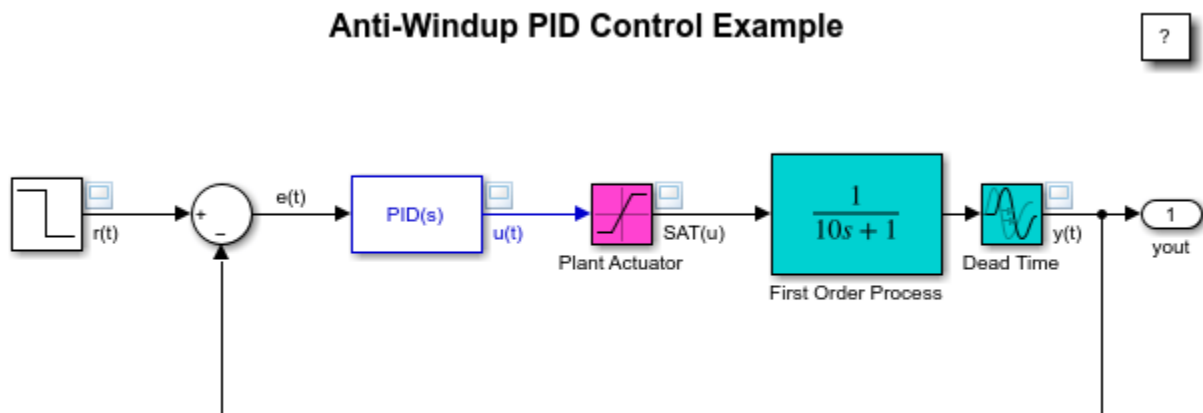 Anti-Windup PID Control Example
?
r(t)
+
−
e(t)
PID(s)
u(t)
Plant Actuator
SAT(u)
1
10s + 1
First Order Process
Dead Time
y(t)
1
yout